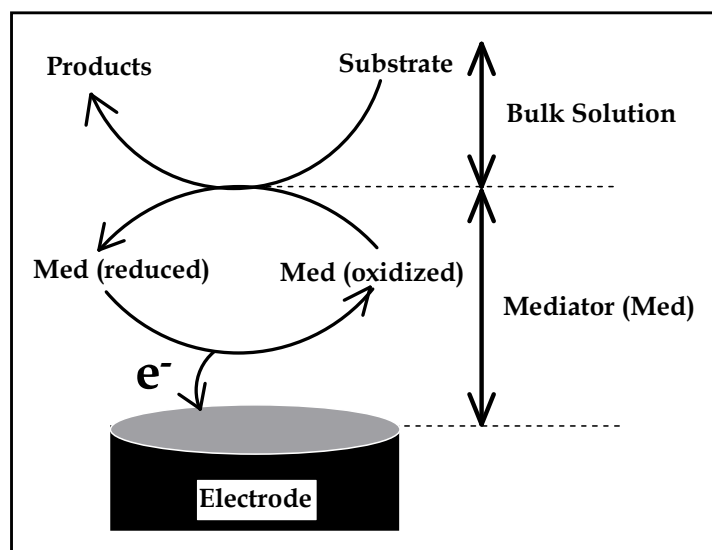 Products
Substrate
Bulk Solution
Med (reduced)
Med (oxidized)
Mediator (Med)
e-
Electrode